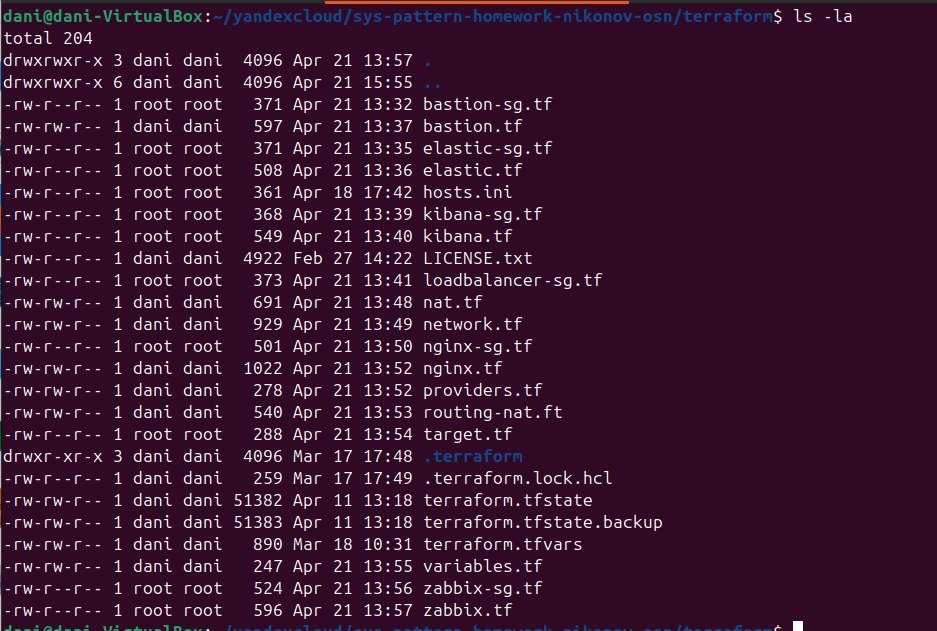 dani@dani-VirtualBox:~/yandexcloud/sys-pattern-homework-nikonov-osn/terraform$ ls -la
total 204
drwxrwxr-x 3 dani dani  4096 Apr 21 13:57 .
drwxrwxr-x 6 dani dani  4096 Apr 21 15:55 ..
-rw-r--r-- 1 root root   371 Apr 21 13:32 bastion-sg.tf
-rw-rw-r-- 1 dani dani   597 Apr 21 13:37 bastion.tf
-rw-r--r-- 1 root root   371 Apr 21 13:35 elastic-sg.tf
-rw-rw-r-- 1 dani dani   508 Apr 21 13:36 elastic.tf
-rw-r--r-- 1 root root   361 Apr 18 17:42 hosts.ini
-rw-r--r-- 1 root root   368 Apr 21 13:39 kibana-sg.tf
-rw-r--r-- 1 root root   549 Apr 21 13:40 kibana.tf
-rw-rw-r-- 1 dani dani  4922 Feb 27 14:22 LICENSE.txt
-rw-r--r-- 1 root root   373 Apr 21 13:41 loadbalancer-sg.tf
-rw-rw-r-- 1 dani dani   691 Apr 21 13:48 nat.tf
-rw-rw-r-- 1 dani dani   929 Apr 21 13:49 network.tf
-rw-r--r-- 1 root root   501 Apr 21 13:50 nginx-sg.tf
-rw-rw-r-- 1 dani dani  1022 Apr 21 13:52 nginx.tf
-rw-rw-r-- 1 dani dani   278 Apr 21 13:52 providers.tf
-rw-rw-r-- 1 dani dani   540 Apr 21 13:53 routing-nat.ft
-rw-r--r-- 1 root root   288 Apr 21 13:54 target.tf
drwxr-xr-x 3 dani dani  4096 Mar 17 17:48 .terraform
-rw-r--r-- 1 dani dani   259 Mar 17 17:49 .terraform.lock.hcl
-rw-rw-r-- 1 dani dani 51382 Apr 11 13:18 terraform.tfstate
-rw-rw-r-- 1 dani dani 51383 Apr 11 13:18 terraform.tfstate.backup
-rw-rw-r-- 1 dani dani   890 Mar 18 10:31 terraform.tfvars
-rw-rw-r-- 1 dani dani   247 Apr 21 13:55 variables.tf
-rw-r--r-- 1 root root   524 Apr 21 13:56 zabbix-sg.tf
-rw-r--r-- 1 root root   596 Apr 21 13:57 zabbix.tf
dani@dani-VirtualBox:~/yandexcloud/sys-pattern-homework-nikonov-osn/terraform$